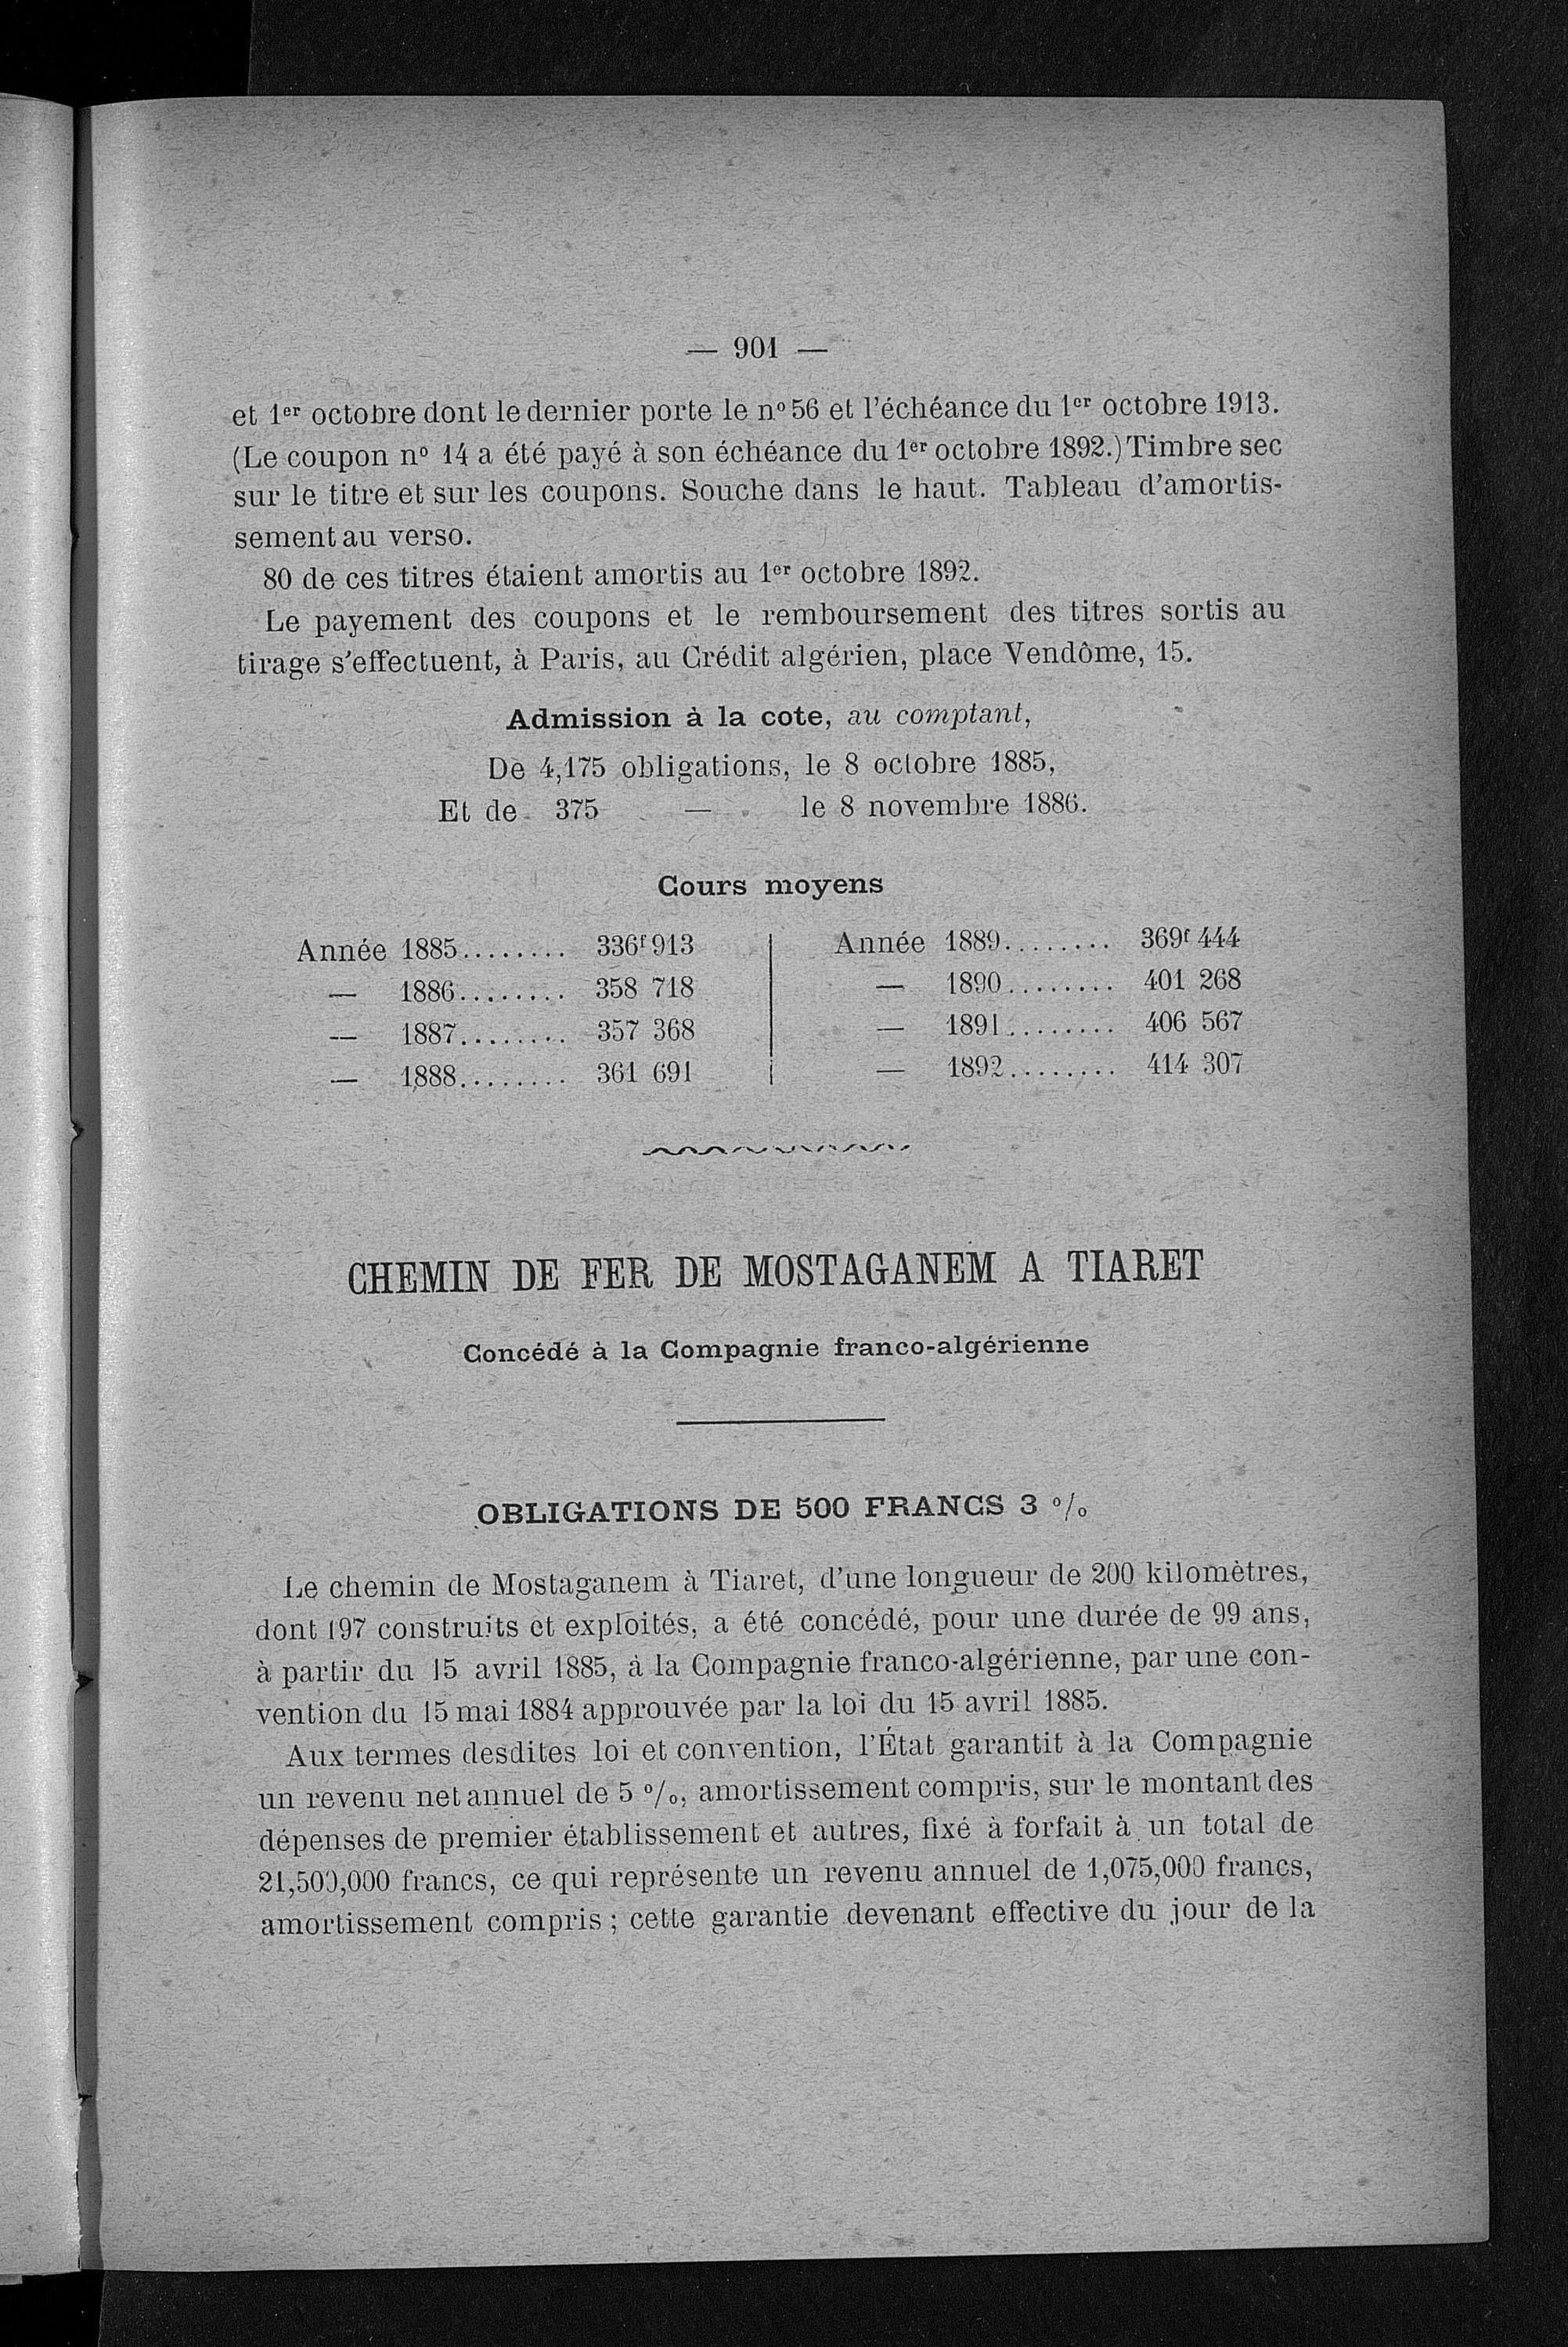 — 901 —
et 1er octobre dont le dernier porte le no 56 et l'échéance du 1er octobre 1913.
(Le coupon no 14 a été payé à son échéance du 1er octobre 1892.) Timbre sec
sur le titre et sur les coupons. Souche dans le haut. Tableau d'amortis-
sement au verso.
80 de ces titres étaient amortis au 1er octobre 1892.
Le payement des coupons et le remboursement des titres sortis au
tirage s'effectuent, à Paris, au Crédit algérien, place Vendôme, 15.
Admission à la cote, au comptant,
De 4,175 obligations, le 8 octobre 1885,
Et de 375 — le 8 novembre 1886.
Cours moyens
Année 1885........ 336f 913
— 1886........ 358 718
— 1887........ 357 368
— 1888........ 361 691
Année 1889........ 369f 444
— 1890........ 401 268
— 1891........ 406 567
— 1892........ 414 307
CHEMIN DE FER DE MOSTAGANEM A TIARET
Concédé à la Compagnie franco-algérienne
OBLIGATIONS DE 500 FRANCS 3 %
Le chemin de Mostaganem à Tiaret, d'une longueur de 200 kilomètres,
dont 197 construits et exploités, a été concédé, pour une durée de 99 ans,
à partir du 15 avril 1885, à la Compagnie franco-algérienne, par une con-
vention du 15 mai 1884 approuvée par la loi du 15 avril 1885.
Aux termes desdites loi et convention, l'État garantit à la Compagnie
un revenu net annuel de 5 %, amortissement compris, sur le montant des
dépenses de premier établissement et autres, fixé à forfait à un total de
21,500,000 francs, ce qui représente un revenu annuel de 1,075,000 francs,
amortissement compris ; cette garantie devenant effective du jour de la